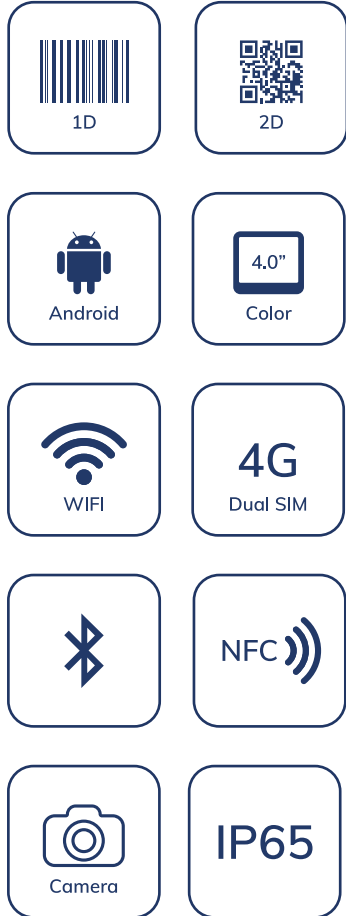 1D
2D
Android
4.0”
Color
WIFI
4G
Dual SIM
NFC
Camera
IP65